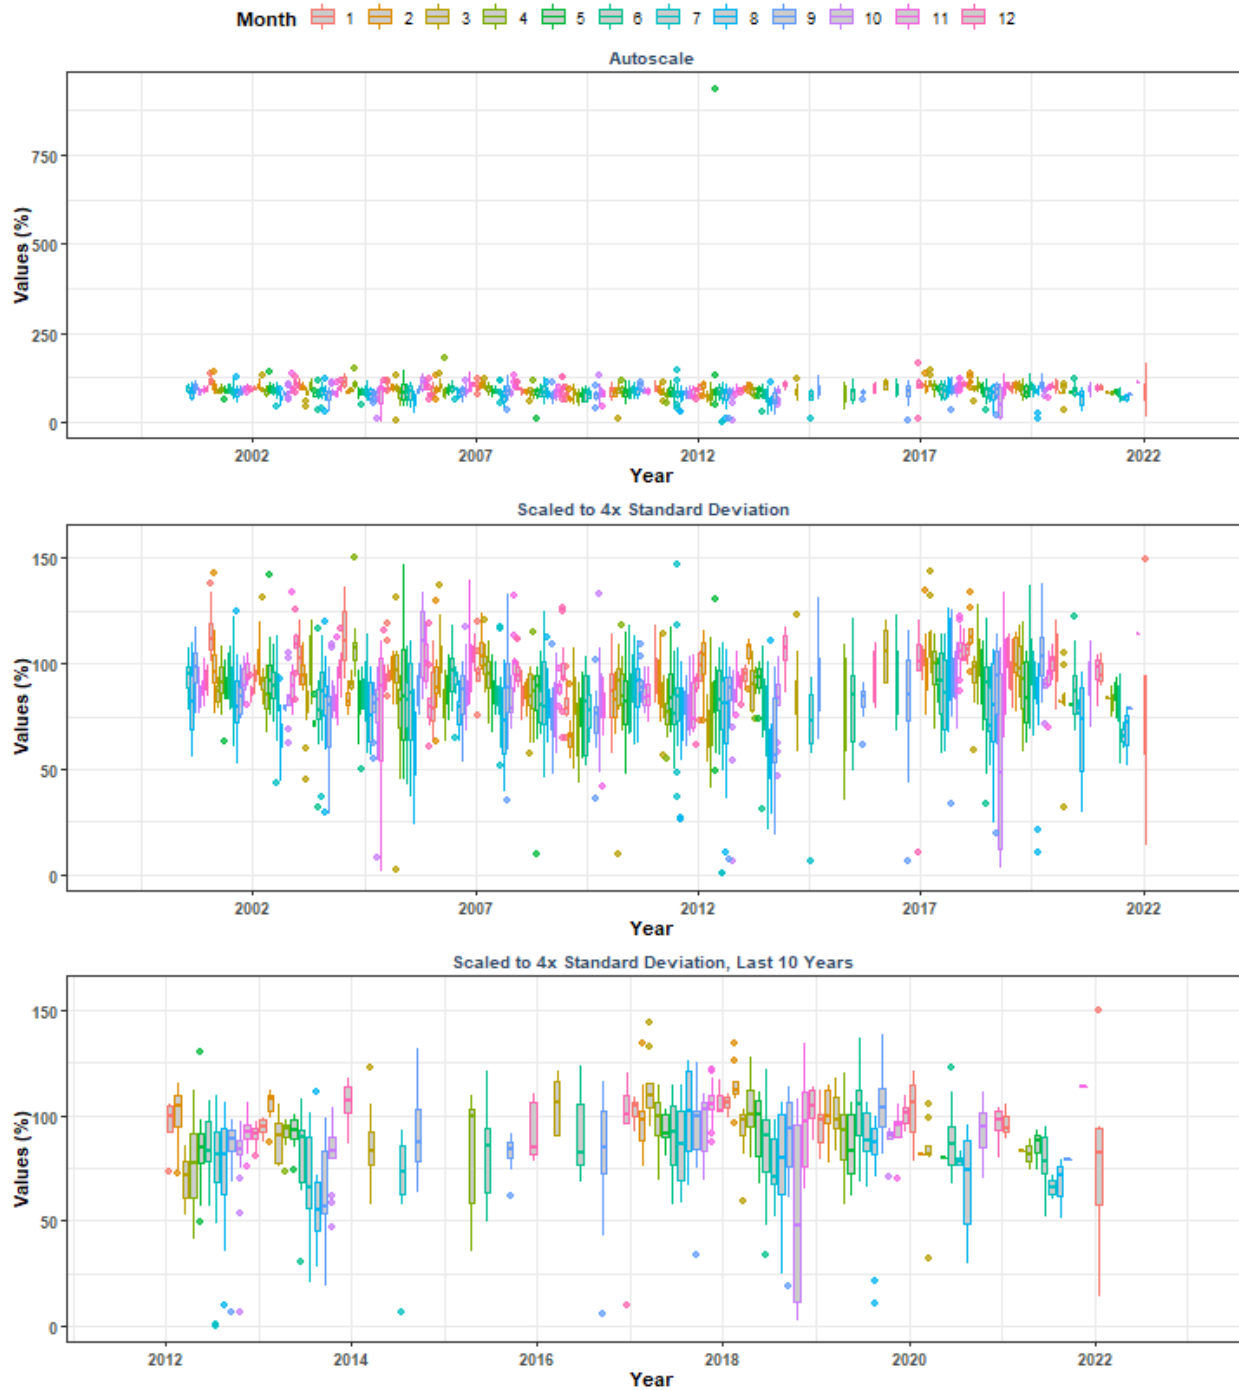 Month 1 2 3 4 5 6 7 8 9 10 11 12
Autoscale
Values (%)
750
500
250
0
2002 2007 2012 2017 2022
Year
Scaled to 4x Standard Deviation
Values (%)
150
100
50
0
2002 2007 2012 2017 2022
Year
Scaled to 4x Standard Deviation, Last 10 Years
Values (%)
150
100
50
0
2012 2014 2016 2018 2020 2022
Year